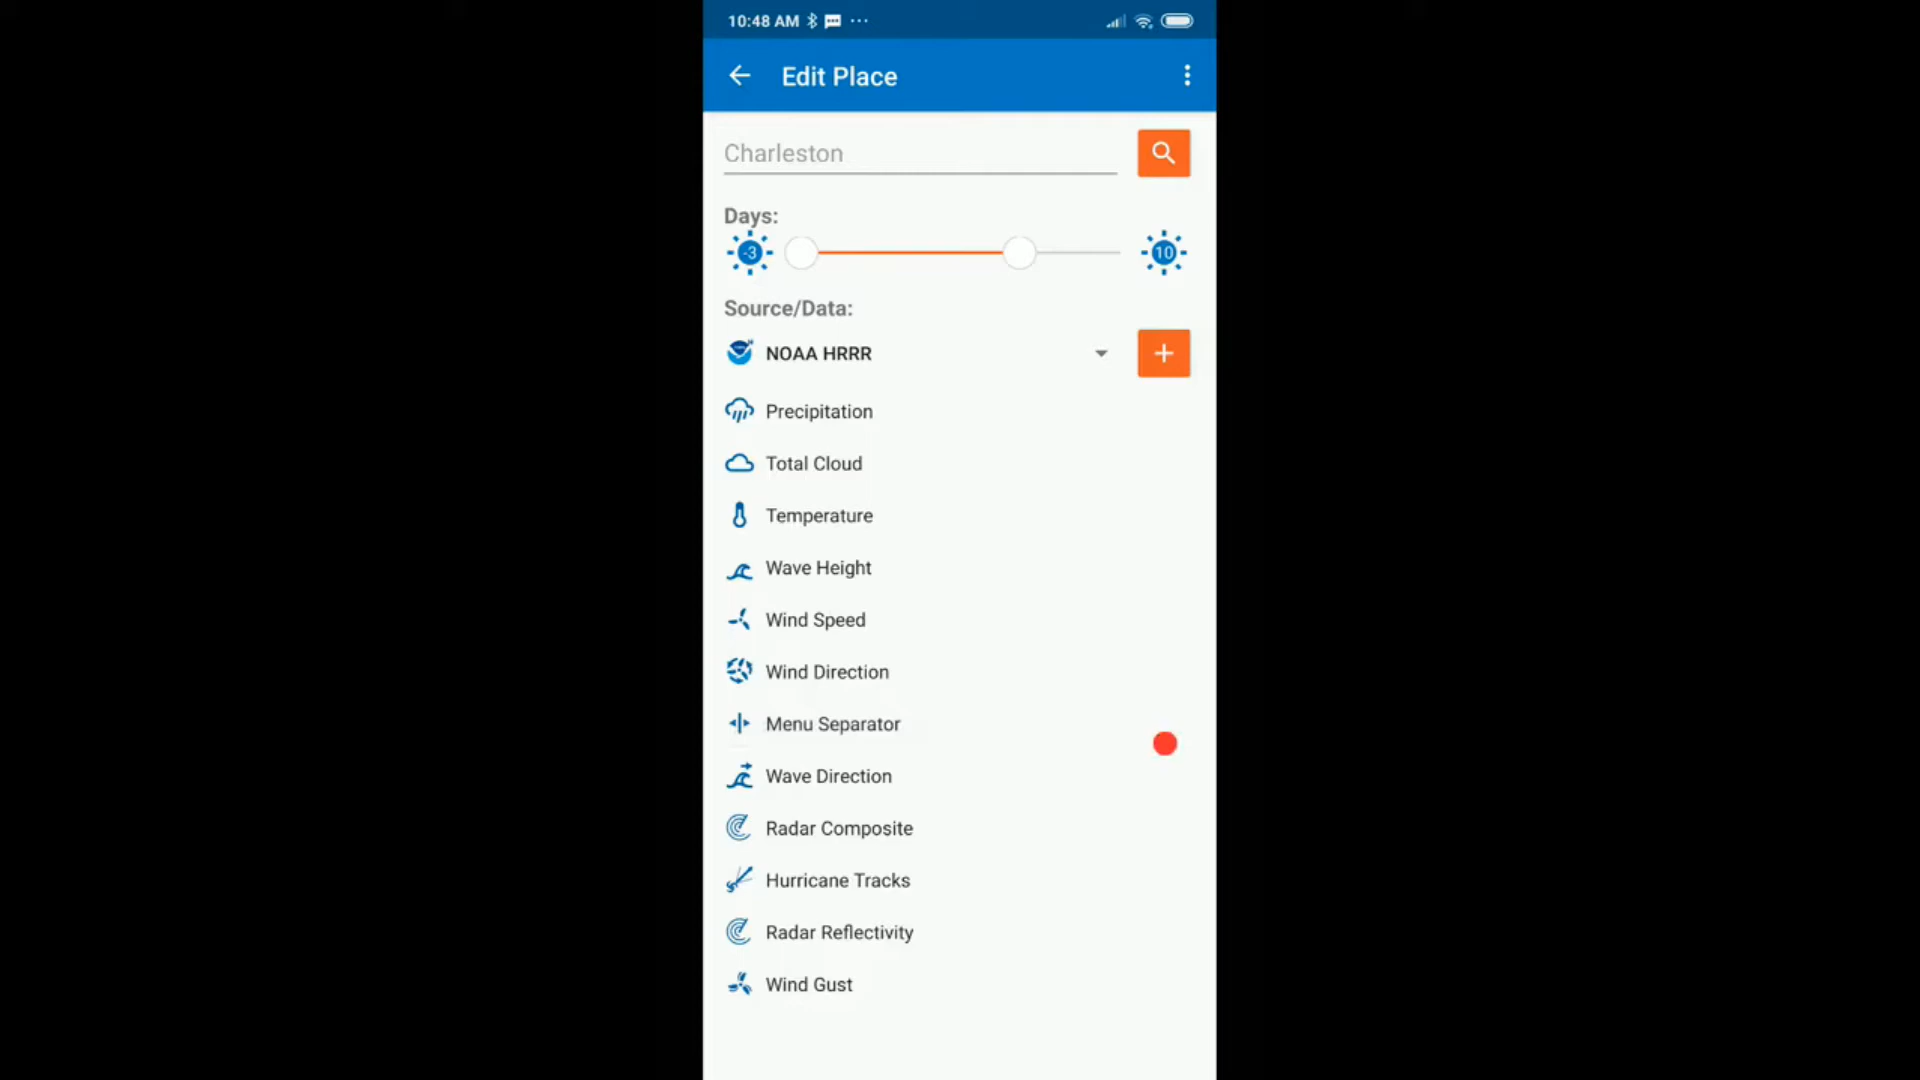 10:48 AM
Edit Place
Charleston
Days:
-3
10
Source/Data:
NOAA HRRR
Precipitation
Total Cloud
Temperature
Wave Height
Wind Speed
Wind Direction
Menu Separator
Wave Direction
Radar Composite
Hurricane Tracks
Radar Reflectivity
Wind Gust